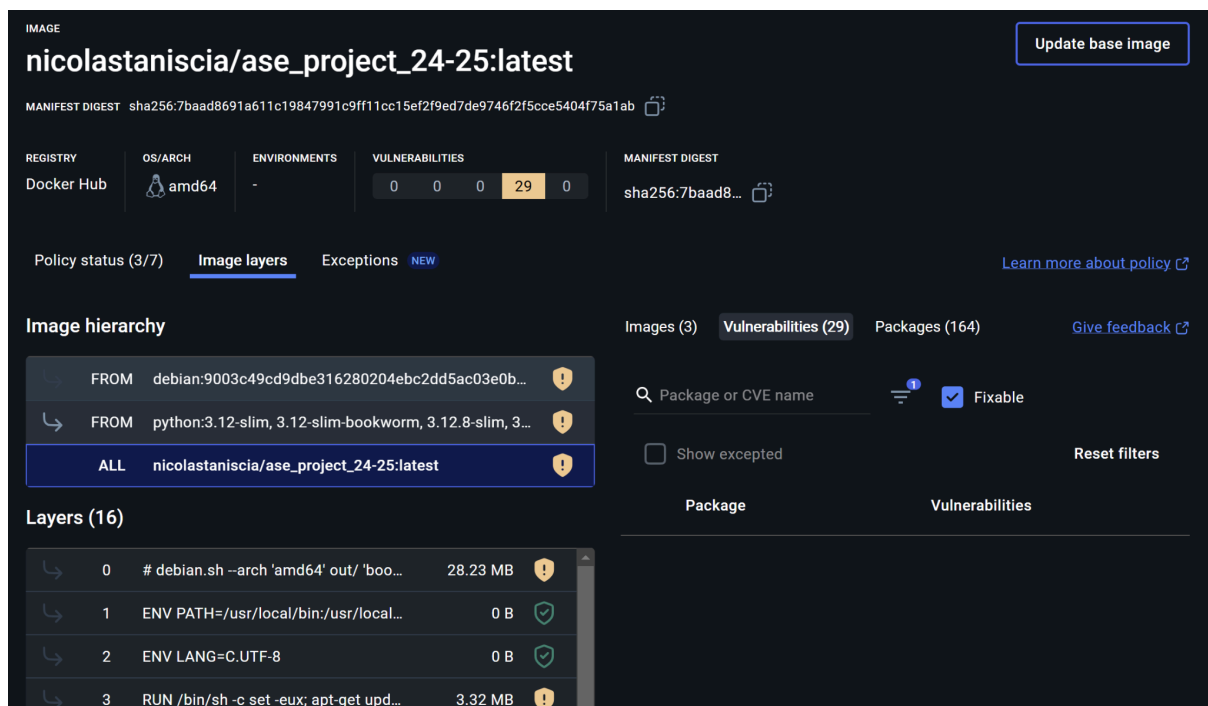 IMAGE
nicolastaniscia/ase_project_24-25:latest
Update base image
MANIFEST DIGEST sha256:7baad8691a611c19847991c9ff11cc15ef2f9ed7de9746f2f5cce5404f75a1ab
REGISTRY OS/ARCH ENVIRONMENTS VULNERABILITIES MANIFEST DIGEST
Docker Hub amd64 - 0 0 0 29 0 sha256:7baad8...
Policy status (3/7) Image layers Exceptions NEW Learn more about policy
Image hierarchy
FROM debian:9003c49cd9dbe316280204ebc2dd5ac03e0b...
FROM python:3.12-slim, 3.12-slim-bookworm, 3.12.8-slim, 3...
ALL nicolastaniscia/ase_project_24-25:latest
Layers (16)
0 # debian.sh --arch 'amd64' out/ 'boo... 28.23 MB
1 ENV PATH=/usr/local/bin:/usr/local... 0 B
2 ENV LANG=C.UTF-8 0 B
3 RUN /bin/sh -c set -eux; apt-get upd... 3.32 MB
Images (3) Vulnerabilities (29) Packages (164) Give feedback
Package or CVE name 1 Fixable
Show excepted Reset filters
Package Vulnerabilities